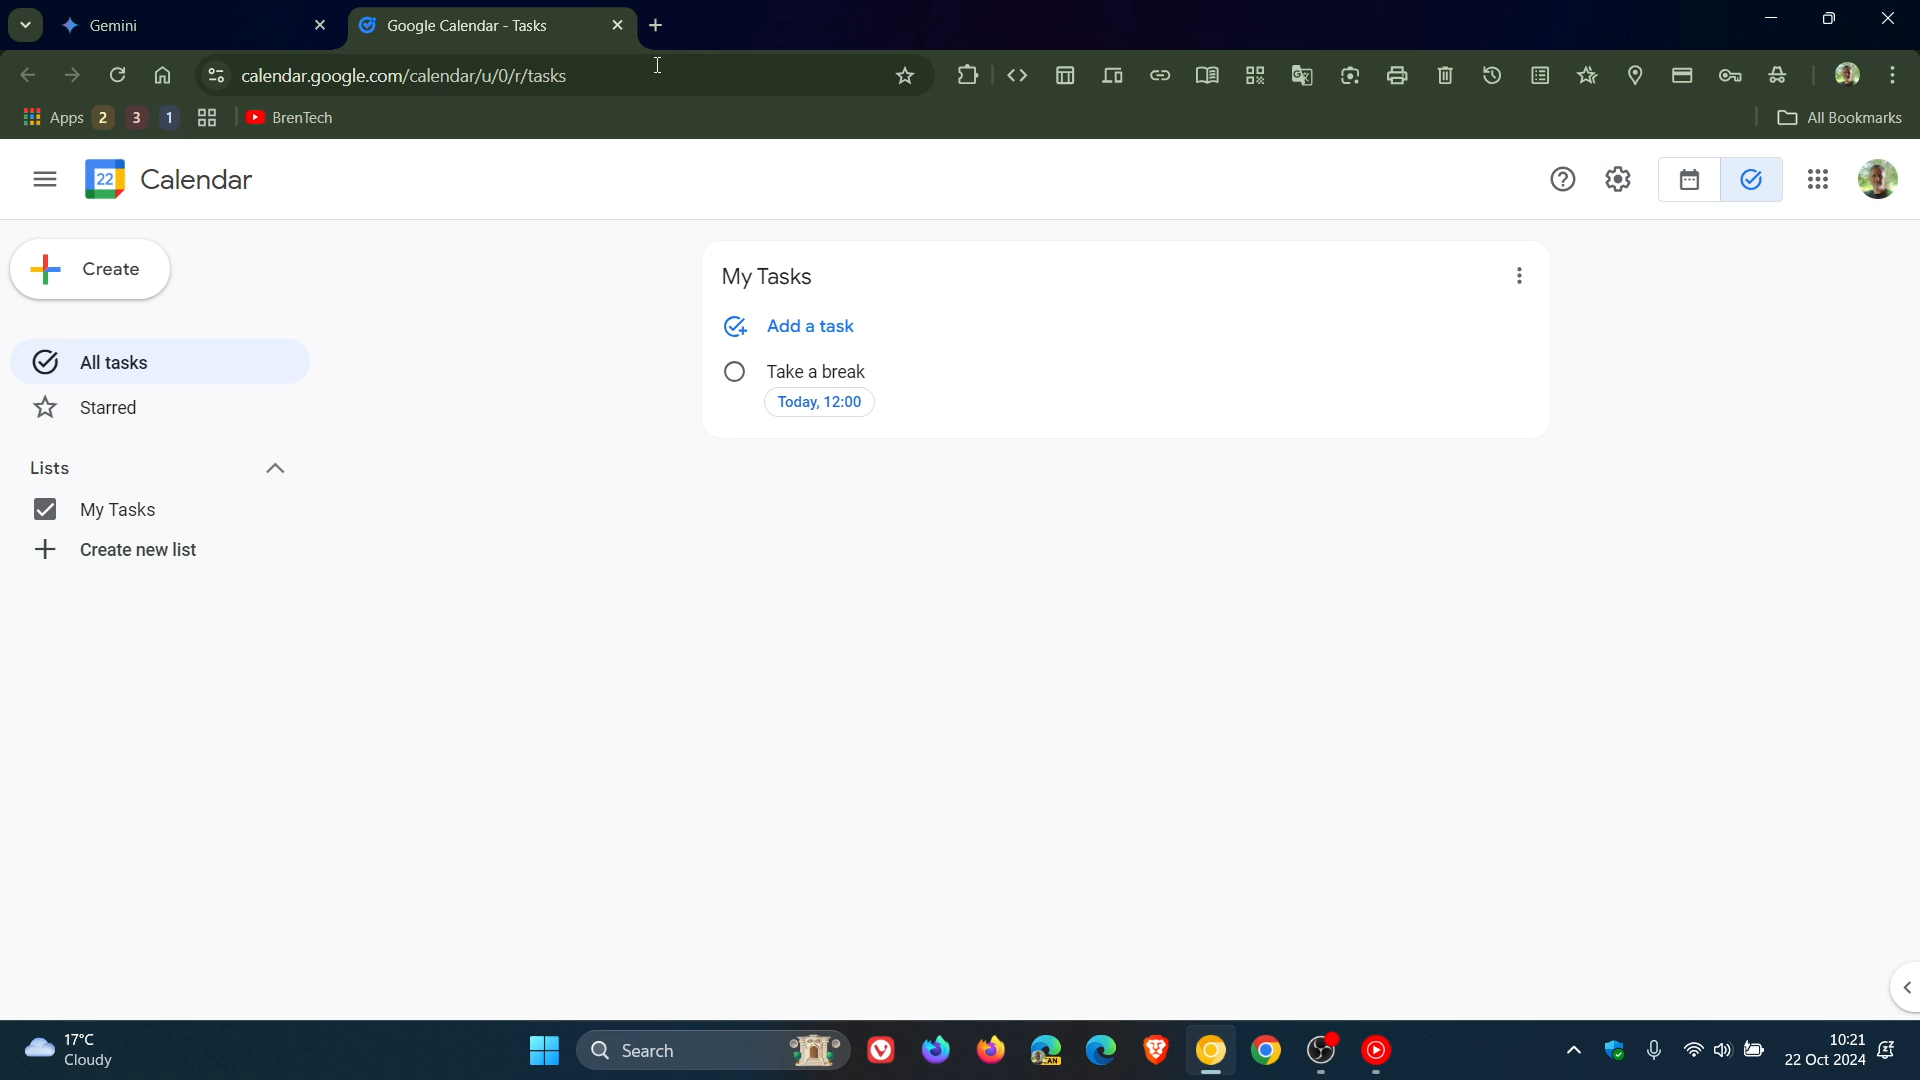 Gemini
Google Calendar - Tasks
calendar.google.com/calendar/u/0/r/tasks
Apps 2 3 1
BrenTech
All Bookmarks
22
Calendar
Create
My Tasks
Add a task
All tasks
Take a break
Today, 12:00
Starred
Lists
My Tasks
Create new list
17°C
Cloudy
Search
CAN
10:21
22 Oct 2024